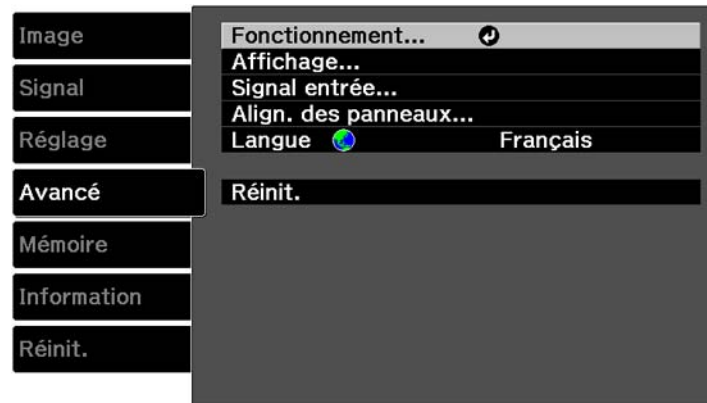 Image
Signal
Réglage
Avancé
Mémoire
Information
Réinit.
Fonctionnement...
Affichage...
Signal entrée...
Align. des panneaux...
Langue Français
Réinit.